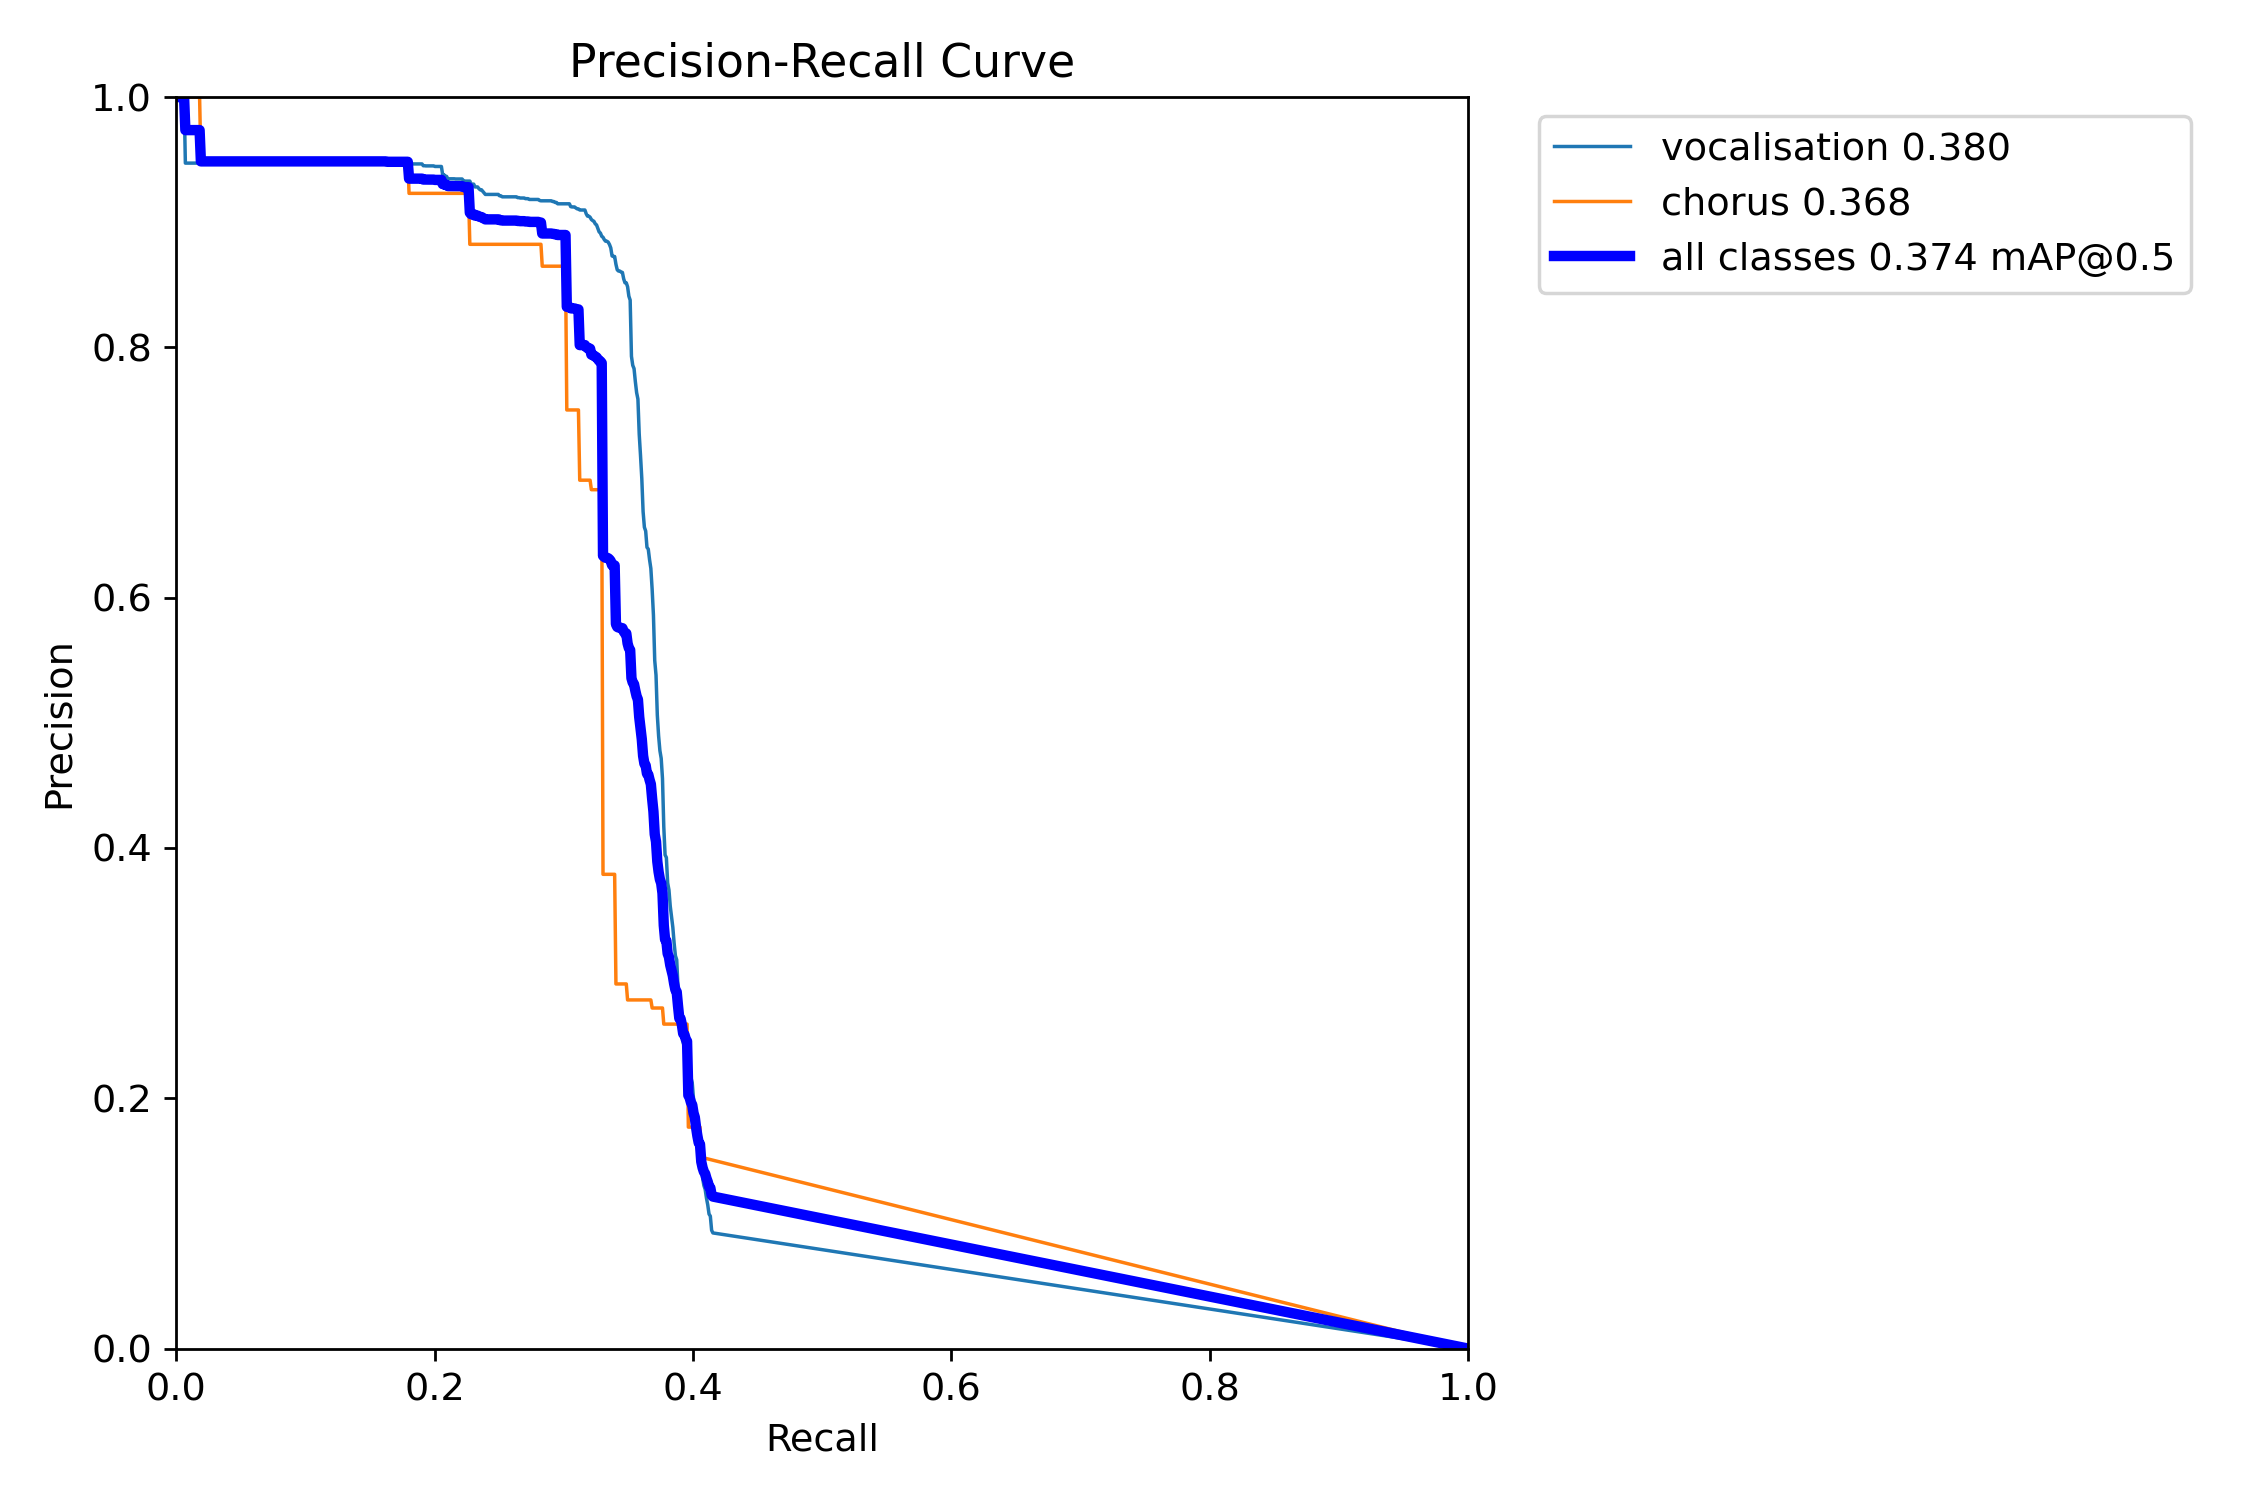 Precision-Recall Curve
1.0
0.8
0.6
0.4
0.2
0.0
Precision
0.0 0.2 0.4 0.6 0.8 1.0
Recall
vocalisation 0.380
chorus 0.368
all classes 0.374 mAP@0.5